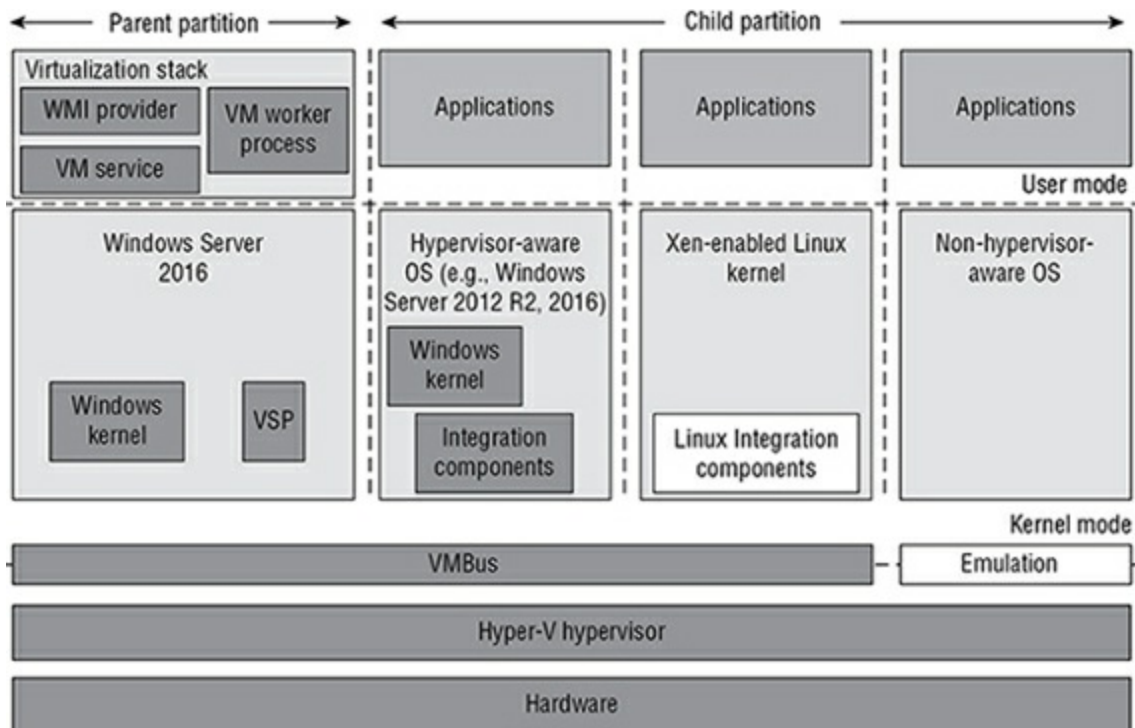 Parent partition
Child partition
Virtualization stack
WMI provider
VM service
VM worker
process
Applications
Applications
Applications
User mode
Windows Server
2016
Windows
kernel
VSP
Hypervisor-aware
OS (e.g., Windows
Server 2012 R2, 2016)
Windows
kernel
Integration
components
Xen-enabled Linux
kernel
Linux Integration
components
Non-hypervisor-
aware OS
Kernel mode
VMBus
Emulation
Hyper-V hypervisor
Hardware